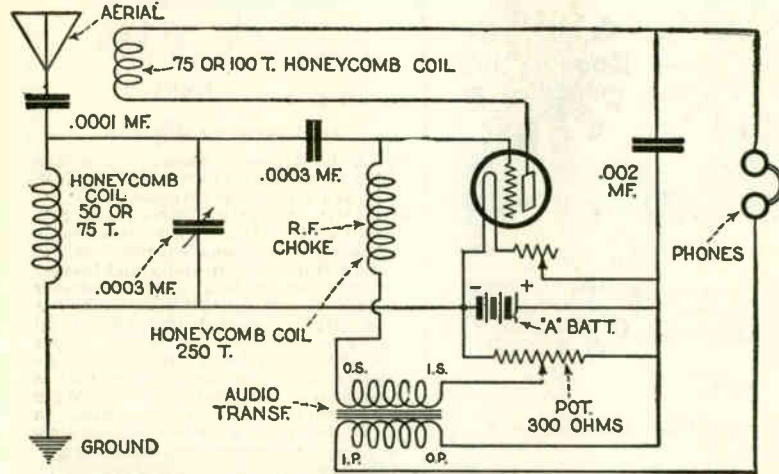 AERIAL
.75 OR 100 T. HONEYCOMB COIL
.0001 MF.
.0003 MF.
HONEYCOMB
COIL
50 OR
75 T.
R.F.
CHOKE
.002
MF.
PHONES
.0003 MF.
- +
"A" BATT.
HONEYCOMB COIL
250 T.
O.S. I.S.
AUDIO
TRANSF.
POT.
300 OHMS
GROUND
I.P. O.P.